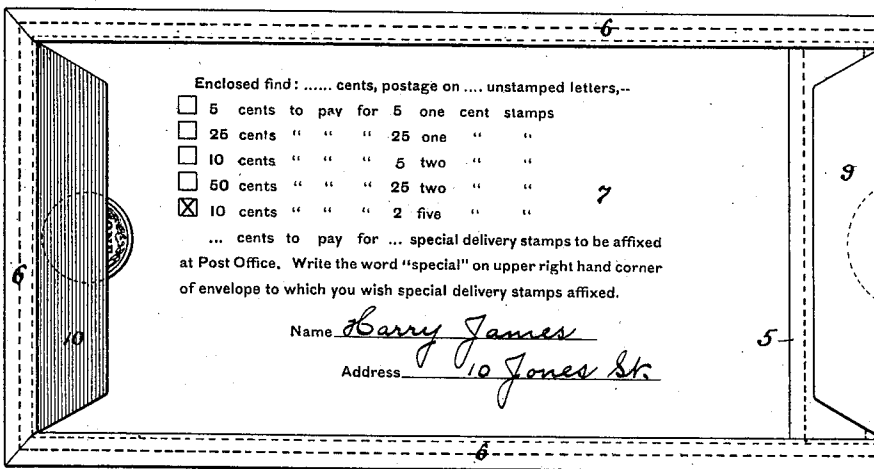 6
Enclosed find: ...... cents, postage on .... unstamped letters,--
5 cents to pay for 5 one cent stamps
25 cents " " " 25 one " "
10 cents " " " 5 two " "
50 cents " " " 25 two " "
X 10 cents " " " 2 five " "
... cents to pay for ... special delivery stamps to be affixed
at Post Office. Write the word "special" on upper right hand corner
of envelope to which you wish special delivery stamps affixed.
Name Harry James
Address 10 Jones St.
7
9
6
10
5
6